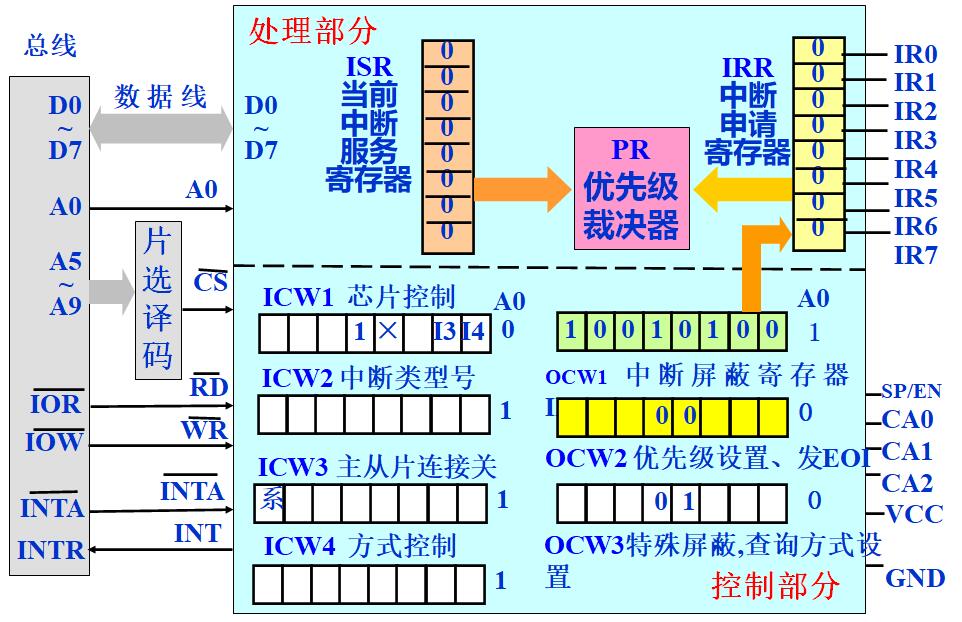 总线
D0
~
D7
A0
A5
~
A9
IOR
IOW
INTA
INTR
数据线
A0
片选译码
CS
RD
WR
INTA
INT
处理部分
D0
~
D7
ISR
当前
中断
服务
寄存器
0
0
0
0
0
0
0
0
PR
优先级
裁决器
IRR
中断
申请
寄存器
0
0
0
0
0
0
0
0
IR0
IR1
IR2
IR3
IR4
IR5
IR6
IR7
ICW1 芯片控制
A0
1 × I3 I4 0
ICW2 中断类型号
1
ICW3 主从片连接关
系
1
ICW4 方式控制
1
A0
1 0 0 1 0 1 0 0 1
OCW1 中断屏蔽寄存器
I
0 0 0
OCW2 优先级设置、发EOI
0 1 0
OCW3特殊屏蔽,查询方式设
置
控制部分
SP/EN
CA0
CA1
CA2
VCC
GND